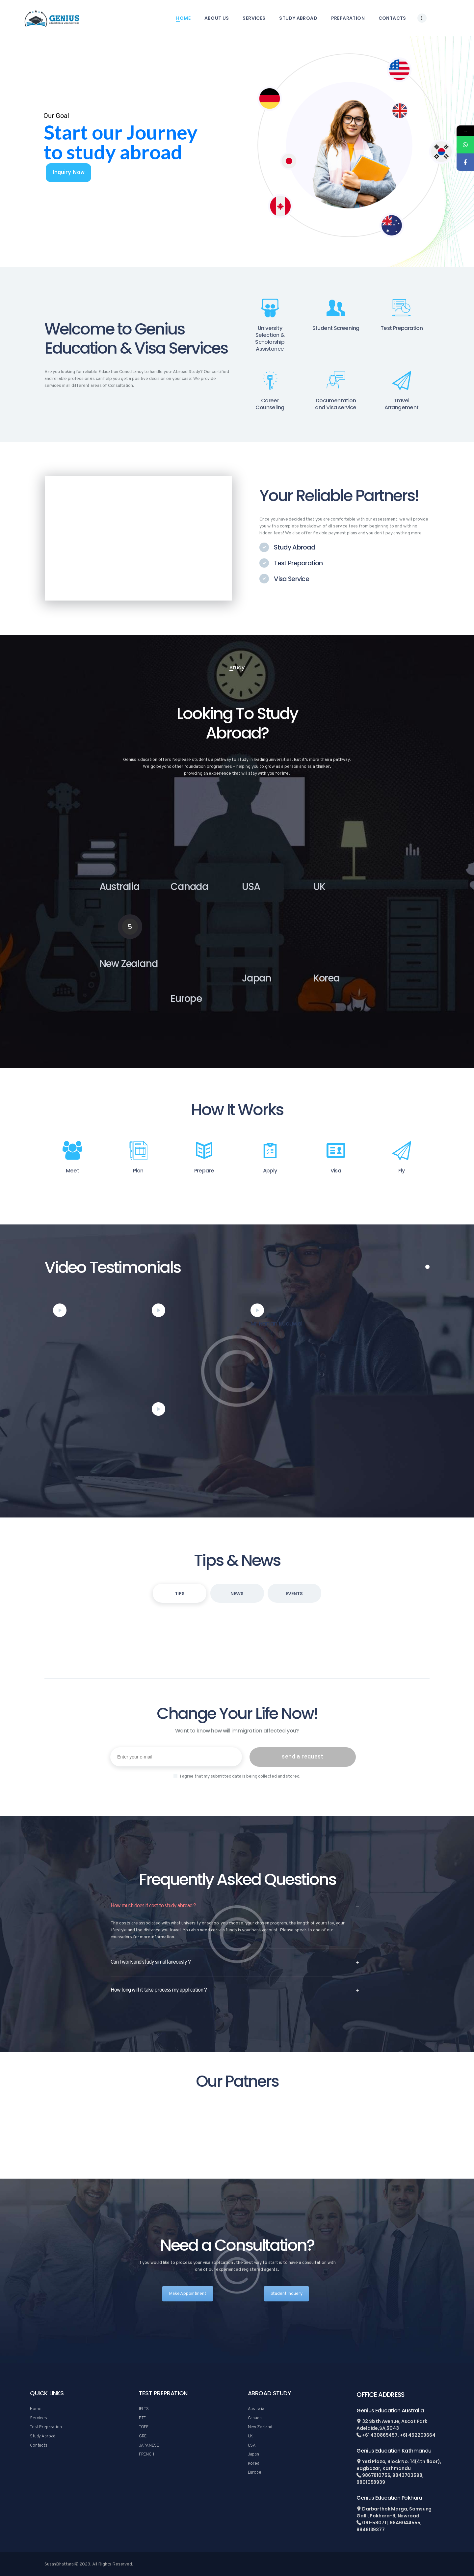 GENIUS
HOME ABOUT US SERVICES STUDY ABROAD PREPARATION CONTACTS
Our Goal
Start our Journey
to study abroad
Inquiry Now
Welcome to Genius
Education & Visa Services
Are you looking for reliable Education Consultancy to handle your Abroad Study? Our certified
and reliable professionals can help you get a positive decision on your case! We provide
services in all different areas of Consultation.
University
Selection &
Scholarship
Assistance
Student Screening
Test Preparation
Career
Counseling
Documentation
and Visa service
Travel
Arrangement
Your Reliable Partners!
Once you have decided that you are comfortable with our assessment, we will provide
you with a complete breakdown of all service fees from beginning to end with no
hidden fees! We also offer flexible payment plans and you don't pay anything more.
Study Abroad
Test Preparation
Visa Service
Study
Looking To Study
Abroad?
Genius Education offers Nepalease students a pathway to study in leading universities. But it's more than a pathway,
We go beyond other foundation programmes – helping you to grow as a person and as a thinker,
providing an experience that will stay with you for life.
Australia
Canada
USA
UK
5
New Zealand
Japan
Korea
Europe
How It Works
Meet
Plan
Prepare
Apply
Visa
Fly
Video Testimonials
Tips & News
TIPS
NEWS
EVENTS
Change Your Life Now!
Want to know how will immigration affected you?
Enter your e-mail
send a request
I agree that my submitted data is being collected and stored.
Frequently Asked Questions
How much does it cost to study abroad ?
The costs are associated with what university or school you choose, your chosen program, the length of your stay, your
lifestyle and the distance you travel. You also need certain funds in your bank account. Please speak to one of our
counselors for more information.
Can I work and study simultaneously ?
How long will it take process my application ?
Our Patners
Need a Consultation?
If you would like to process your visa applications, the best way to start is to have a consultation with
one of our experienced registered agents.
Make Appointment
Student Inquery
QUICK LINKS
Home
Services
Test Preparation
Study Abroad
Contacts
TEST PREPRATION
IELTS
PTE
TOEFL
GRE
JAPANESE
FRENCH
ABROAD STUDY
Australia
Canada
New Zealand
UK
USA
Japan
Korea
Europe
OFFICE ADDRESS
Genius Education Australia
32 Sixth Avenue, Ascot Park
Adelaide,SA,5043
+61 430865457, +61 452209664
Genius Education Kathmandu
Yeti Plaza, Block No. 14(4th floor),
Bagbazar, Kathmandu
9867810756, 9843703598,
9801058939
Genius Education Pokhara
Darbarthok Marga, Samsung
Galli, Pokhara-9, Newroad
061-580711, 9846044555,
9846139377
SusanBhattarai© 2023. All Rights Reserved.